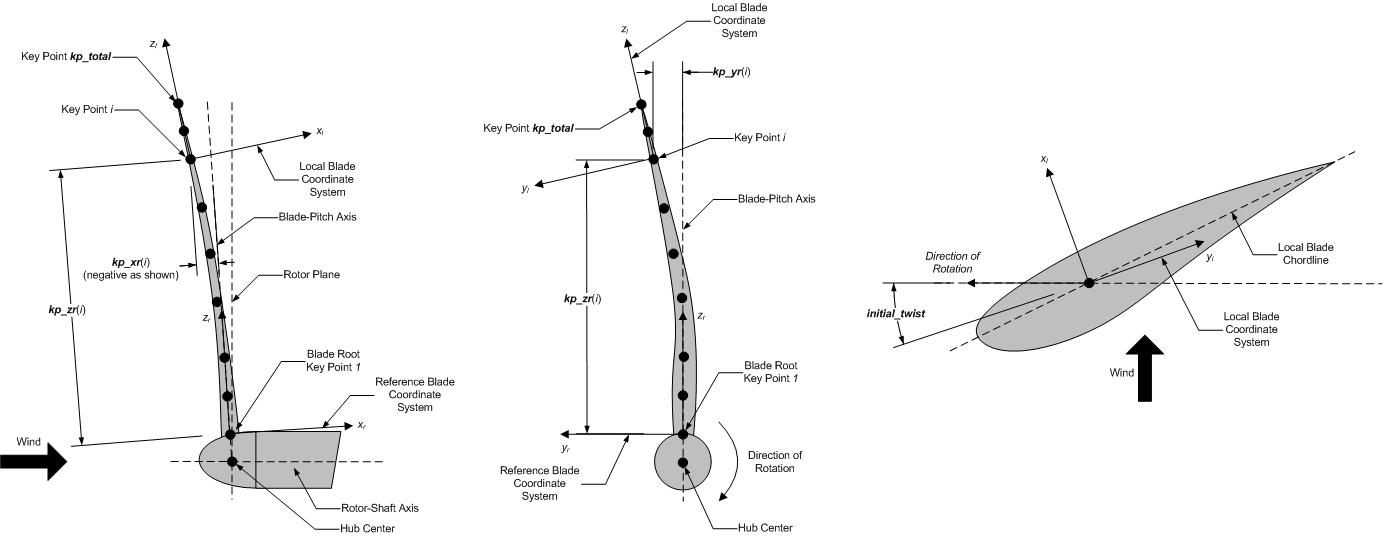 z_l
Key Point kp_total
Key Point i
x_l
Local Blade
Coordinate
System
Blade-Pitch Axis
kp_xr(i)
(negative as shown)
Rotor Plane
kp_zr(i)
z_r
Blade Root
Key Point 1
Reference Blade
Coordinate
System
x_r
Wind
Rotor-Shaft Axis
Hub Center
Local Blade
Coordinate
System
z_l
kp_yr(i)
Key Point kp_total
Key Point i
y_l
Blade-Pitch Axis
kp_zr(i)
z_r
Blade Root
Key Point 1
y_r
Reference Blade
Coordinate
System
Direction of
Rotation
Hub Center
x_l
Direction of
Rotation
y_l
Local Blade
Chordline
initial_twist
Local Blade
Coordinate
System
Wind